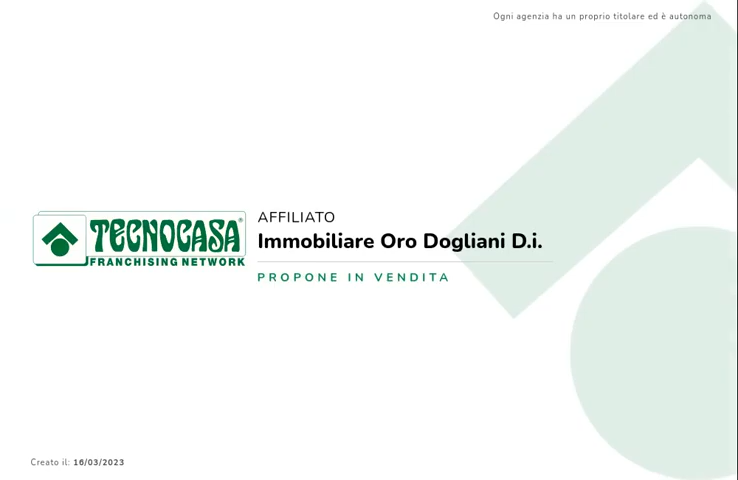 Ogni agenzia ha un proprio titolare ed è autonoma
AFFILIATO
TECNOCASA®
Immobiliare Oro Dogliani D.i.
FRANCHISING NETWORK
PROPONE IN VENDITA
Creato il: 16/03/2023